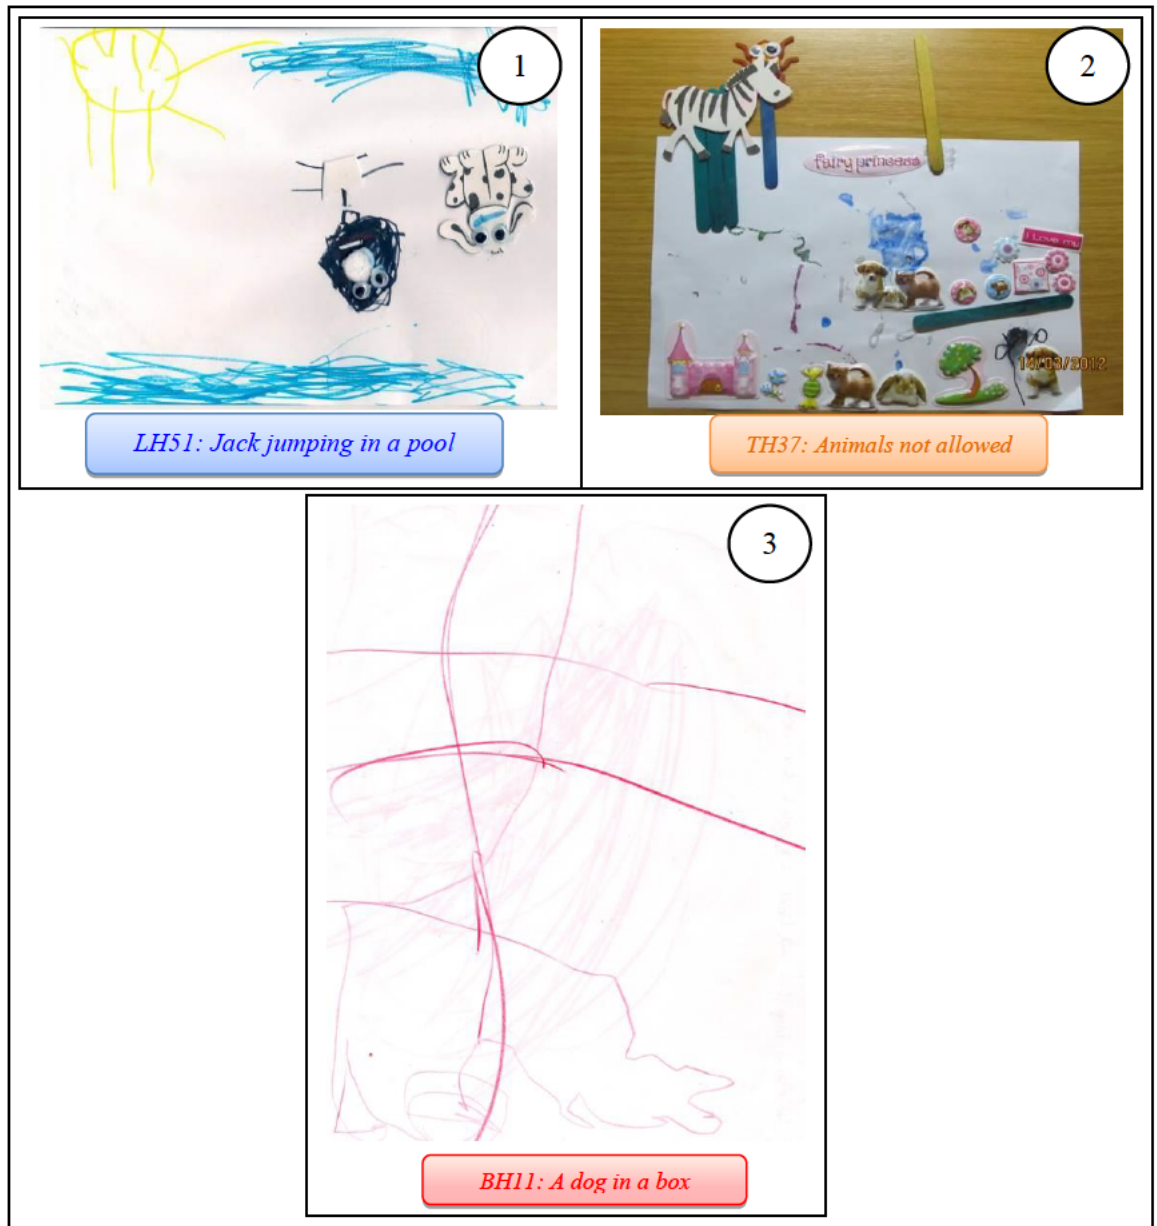 1
2
fairy princess
I Love my
14/03/2012
LH51: Jack jumping in a pool
TH37: Animals not allowed
3
BH11: A dog in a box